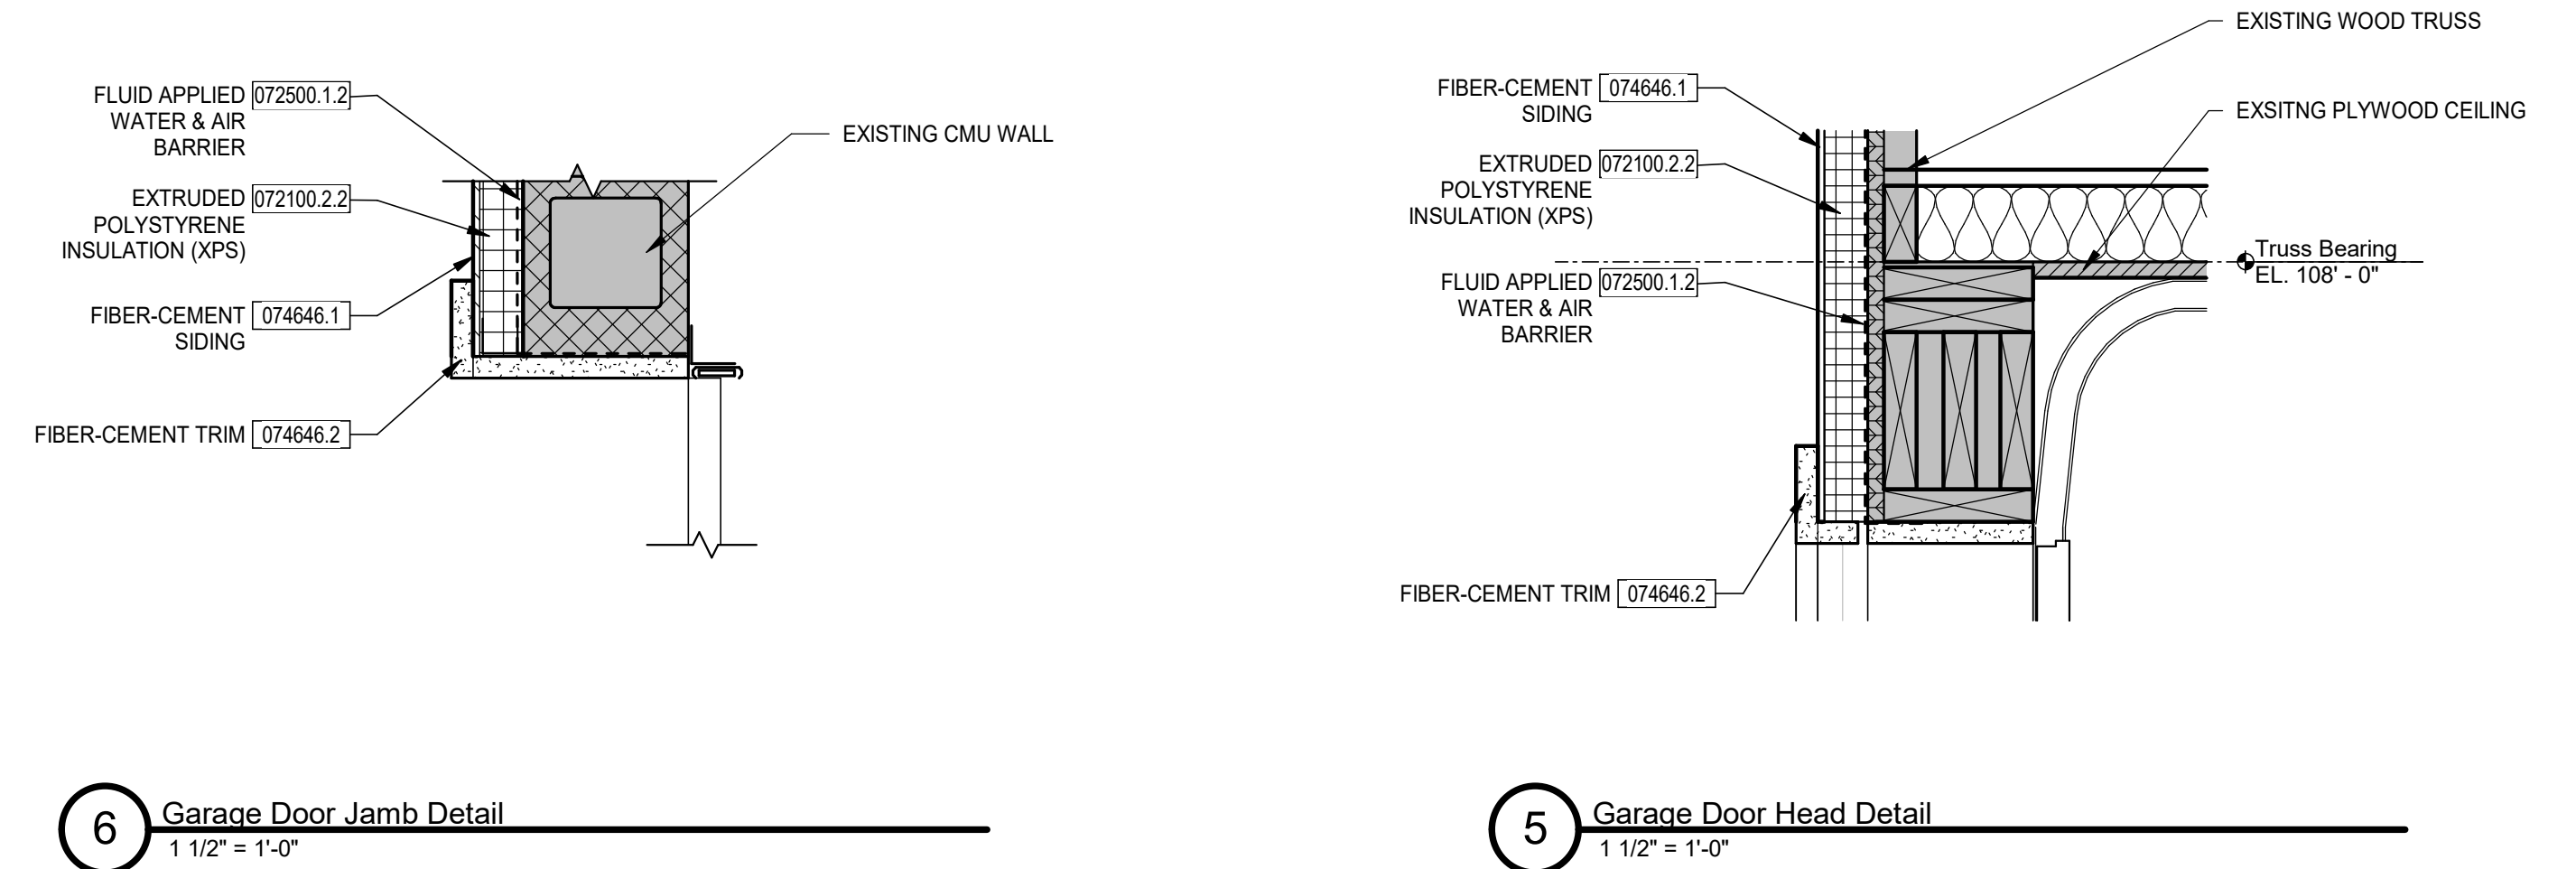 FLUID APPLIED 072500.1.2
WATER & AIR
BARRIER
EXTRUDED 072100.2.2
POLYSTYRENE
INSULATION (XPS)
FIBER-CEMENT 074646.1
SIDING
FIBER-CEMENT TRIM 074646.2
EXISTING CMU WALL
6
Garage Door Jamb Detail
1 1/2" = 1'-0"
EXISTING WOOD TRUSS
FIBER-CEMENT 074646.1
SIDING
EXSITNG PLYWOOD CEILING
EXTRUDED 072100.2.2
POLYSTYRENE
INSULATION (XPS)
Truss Bearing
EL. 108' - 0"
FLUID APPLIED 072500.1.2
WATER & AIR
BARRIER
FIBER-CEMENT TRIM 074646.2
5
Garage Door Head Detail
1 1/2" = 1'-0"